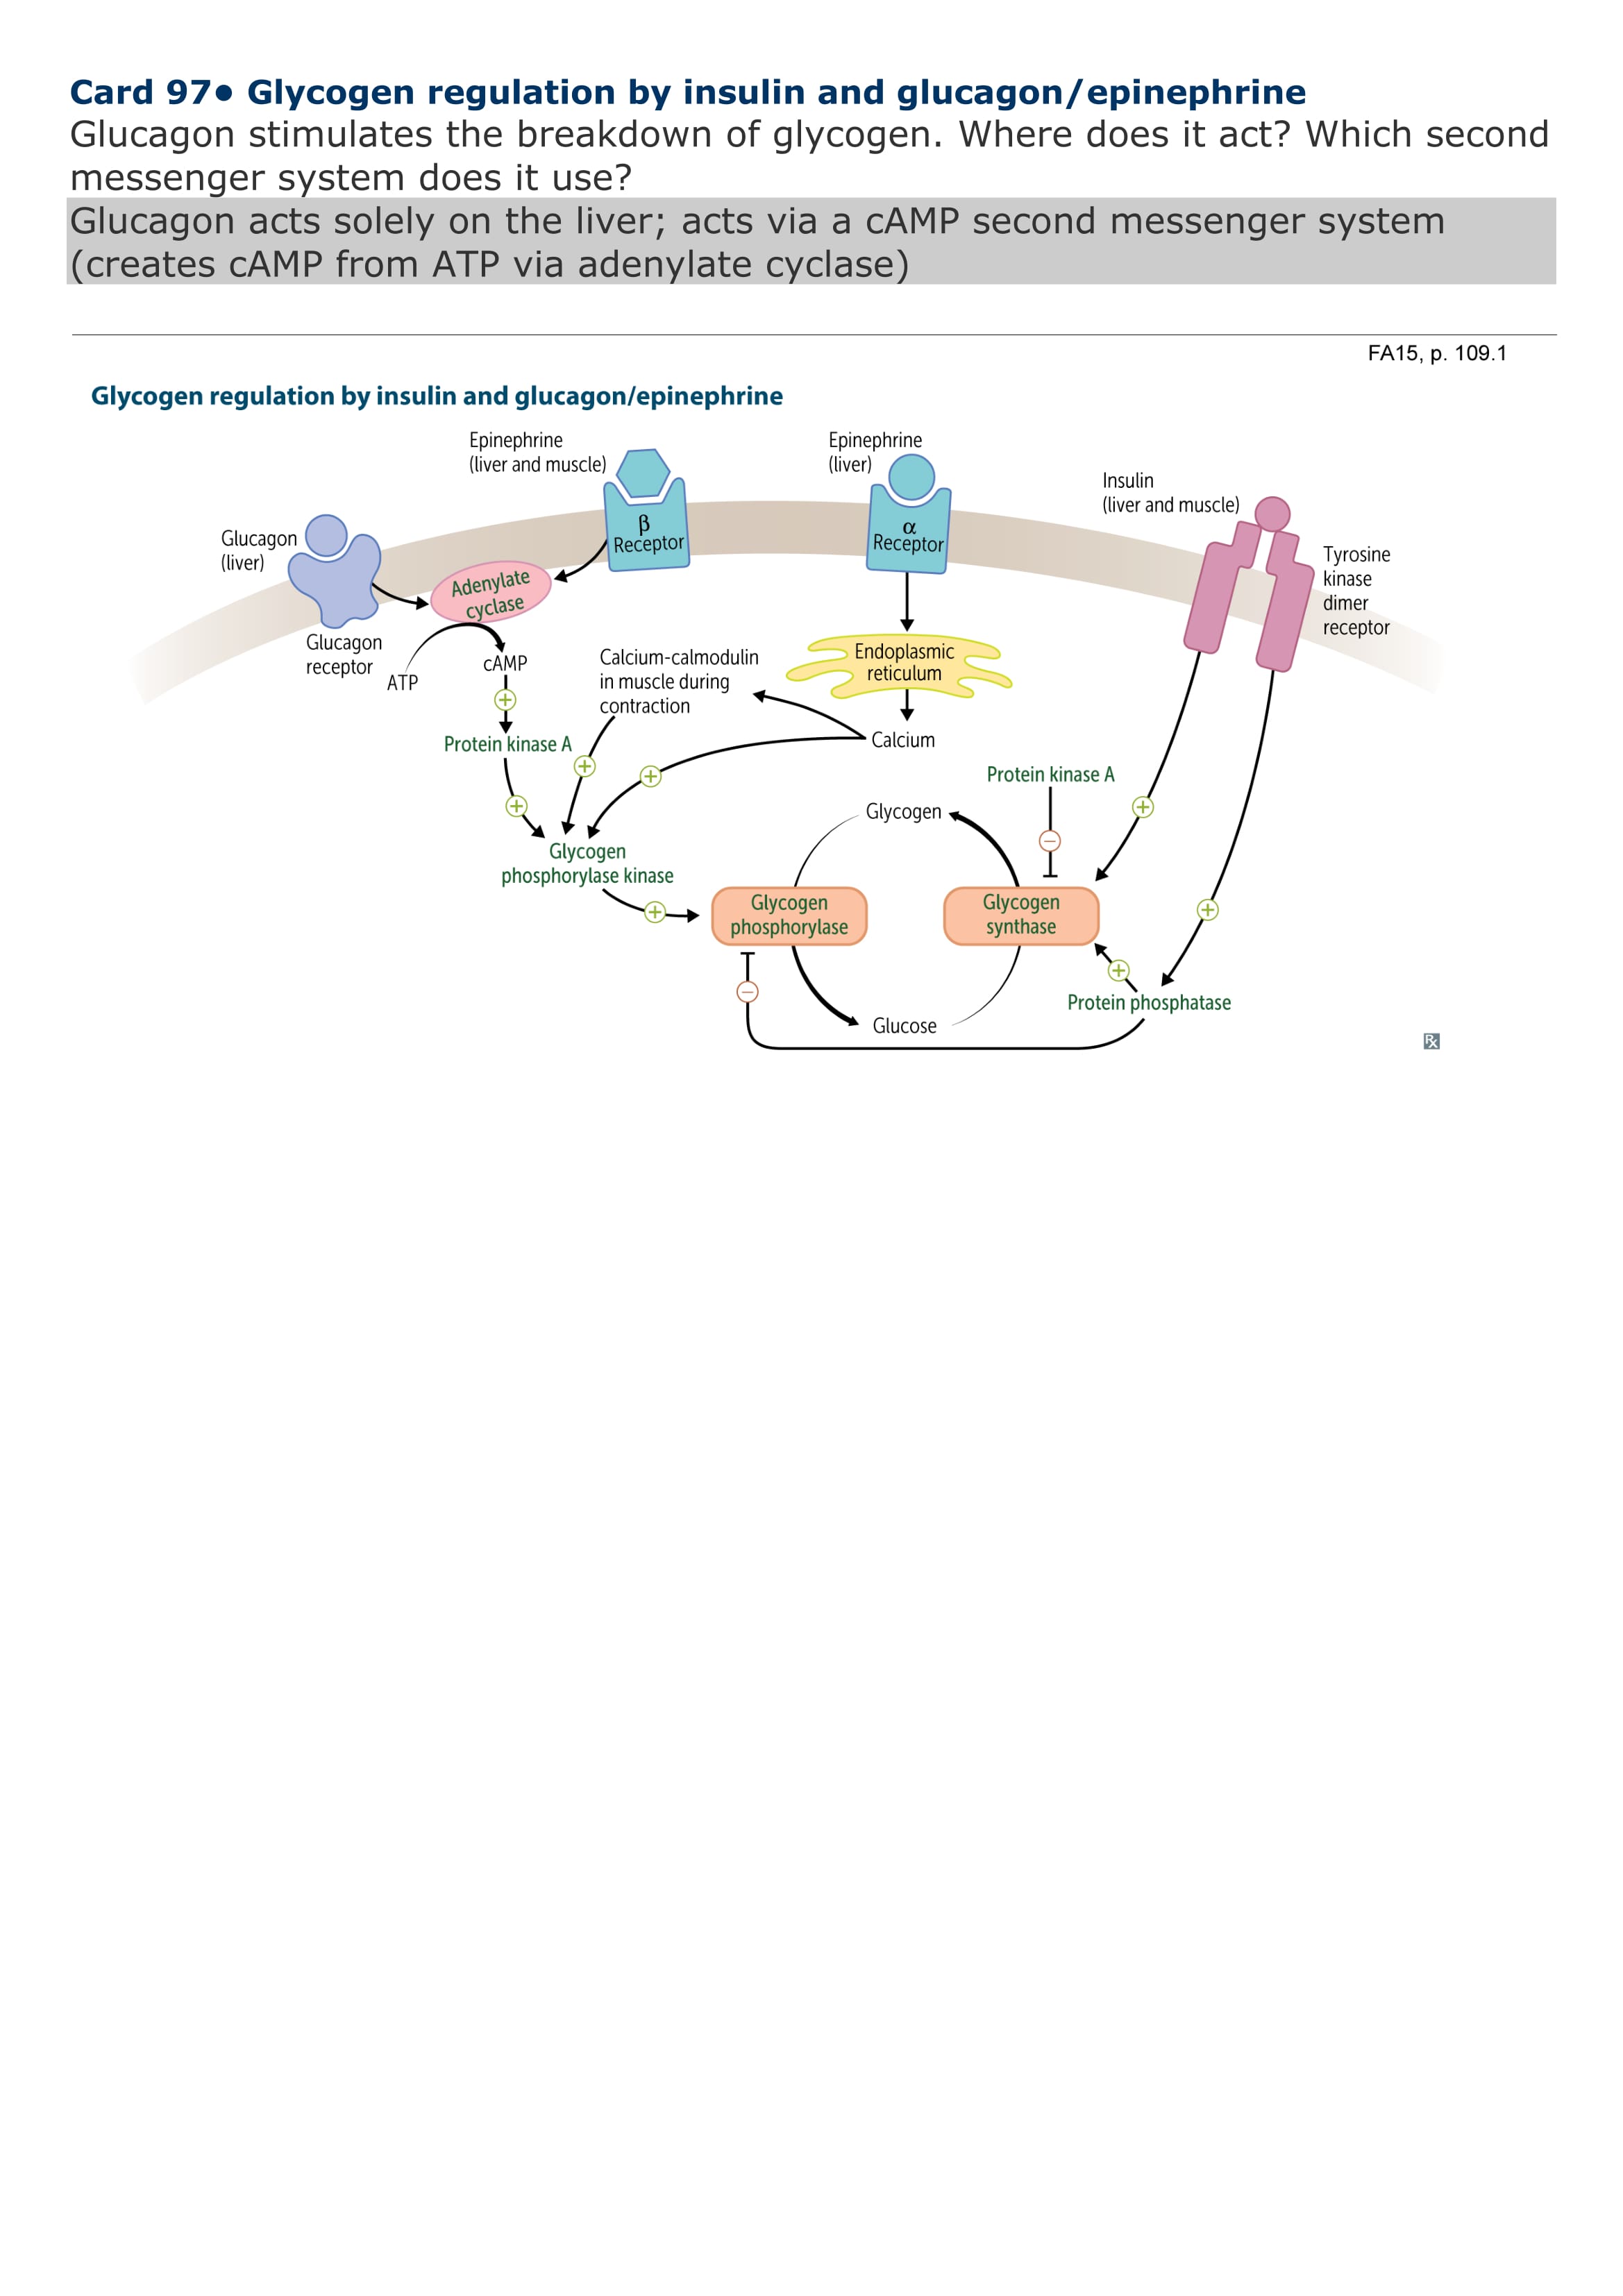 Card 97● Glycogen regulation by insulin and glucagon/epinephrine
Glucagon stimulates the breakdown of glycogen. Where does it act? Which second
messenger system does it use?
Glucagon acts solely on the liver; acts via a cAMP second messenger system
(creates cAMP from ATP via adenylate cyclase)
FA15, p. 109.1
Glycogen regulation by insulin and glucagon/epinephrine
Epinephrine
(liver and muscle)
Epinephrine
(liver)
Insulin
(liver and muscle)
Glucagon
(liver)
β
Receptor
α
Receptor
Tyrosine
kinase
dimer
receptor
Adenylate
cyclase
Glucagon
receptor
ATP
cAMP
Calcium-calmodulin
in muscle during
contraction
Endoplasmic
reticulum
+
Protein kinase A
Calcium
+
+
Protein kinase A
+
+
Glycogen
−
Glycogen
phosphorylase kinase
+
Glycogen
phosphorylase
Glycogen
synthase
+
+
−
Protein phosphatase
Glucose
Rx